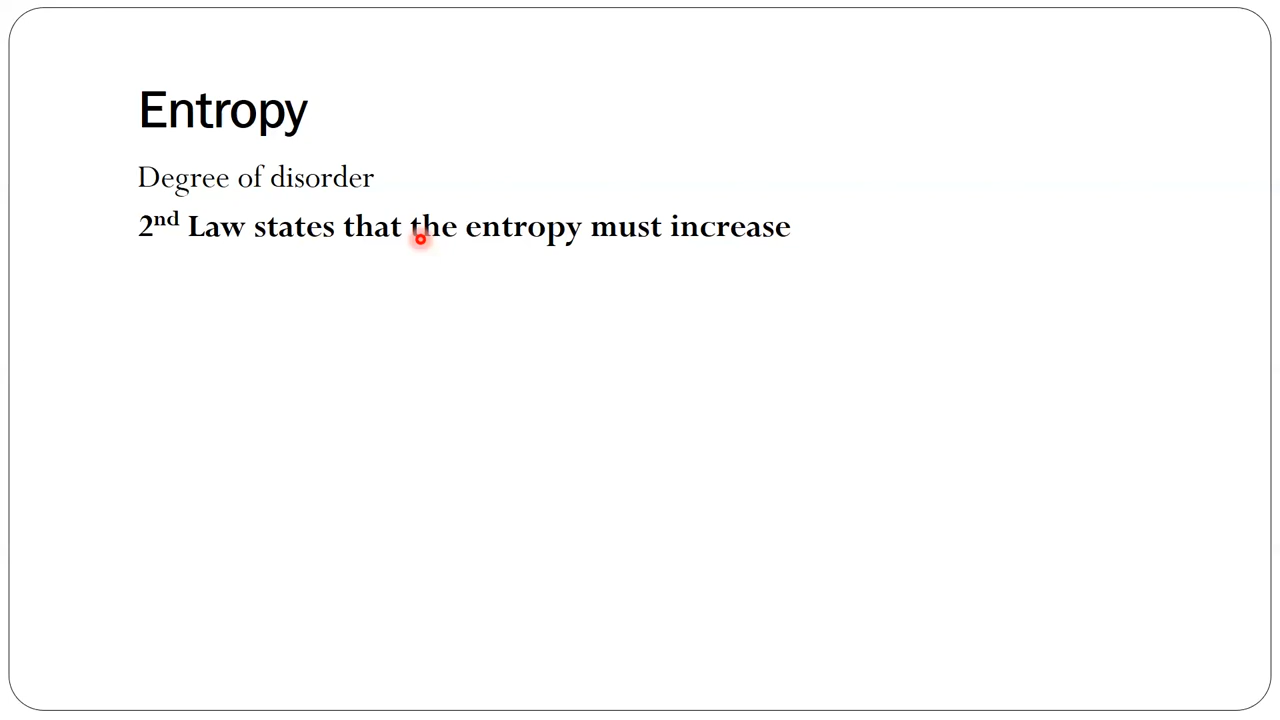 Entropy
Degree of disorder
2nd Law states that the entropy must increase